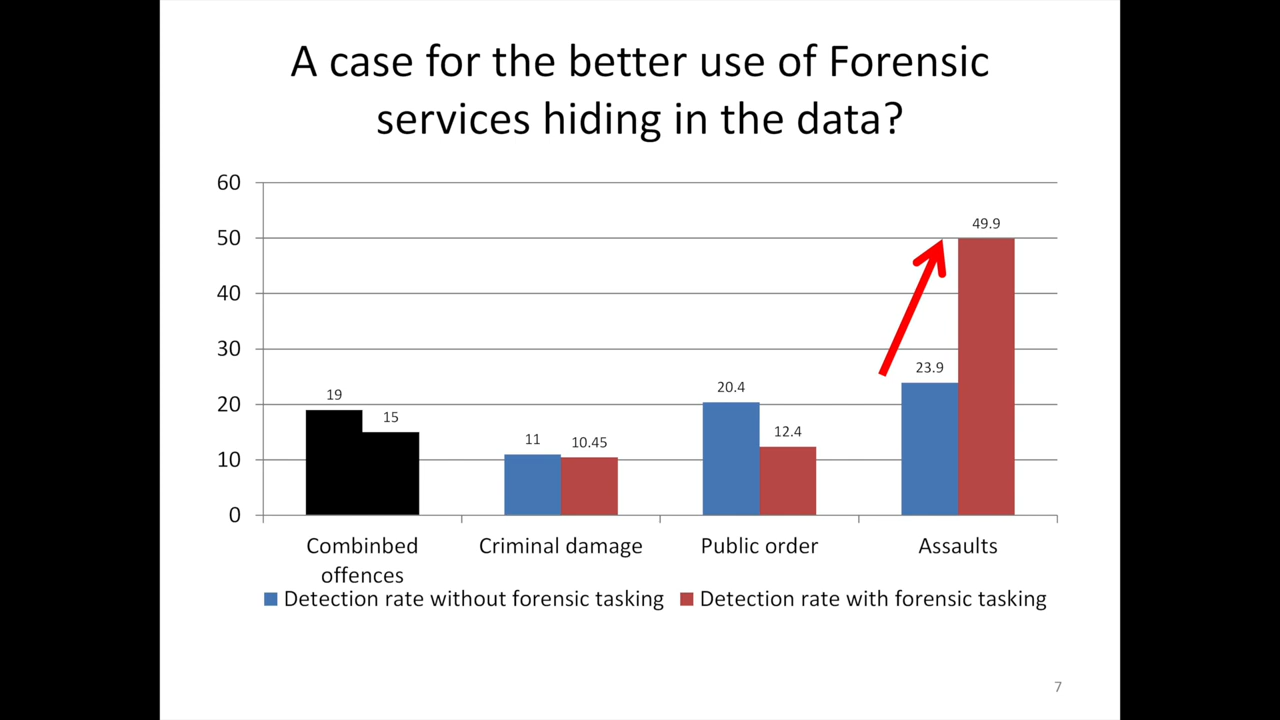 A case for the better use of Forensic
services hiding in the data?
60
50
40
30
20
10
0
19
15
11
10.45
20.4
12.4
23.9
49.9
Combinbed
offences
Criminal damage
Public order
Assaults
Detection rate without forensic tasking
Detection rate with forensic tasking
7